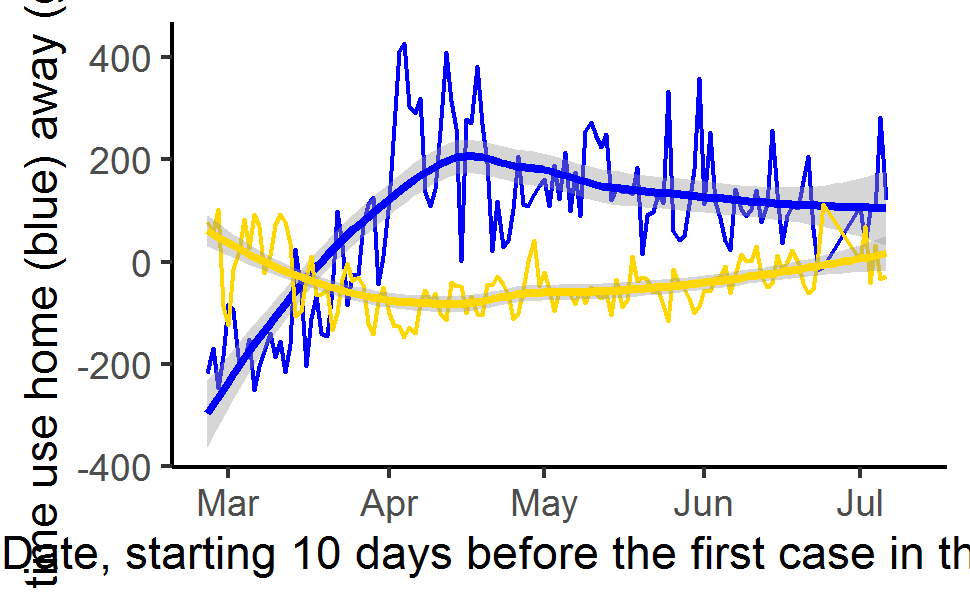 time use home (blue) away (
400
200
0
-200
-400
Mar Apr May Jun Jul
Date, starting 10 days before the first case in th